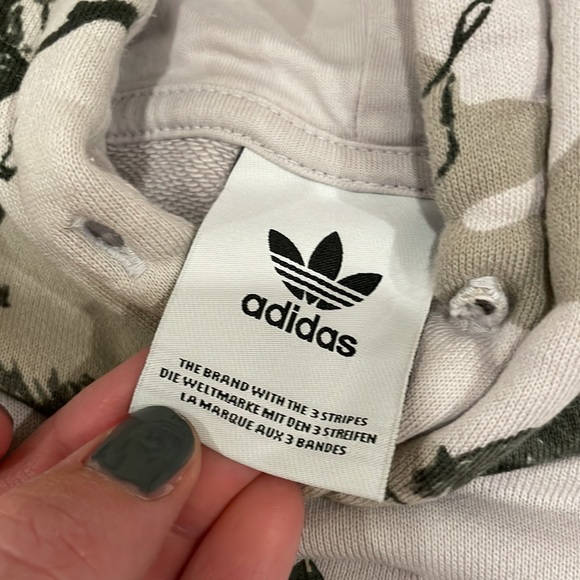 adidas
THE BRAND WITH THE 3 STRIPES
DIE WELTMARKE MIT DEN 3 STREIFEN
LA MARQUE AUX 3 BANDES